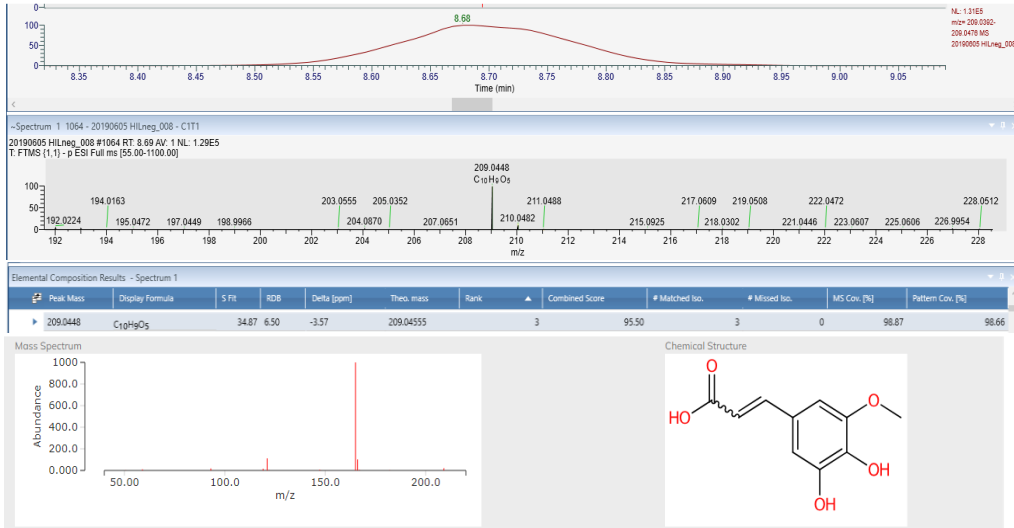 0
NL: 1.31E5
m/z= 209.0392-
209.0476 MS
20190605 HILneg_008
8.68
100
50
0
8.35 8.40 8.45 8.50 8.55 8.60 8.65 8.70 8.75 8.80 8.85 8.90 8.95 9.00 9.05
Time (min)
~Spectrum 1 1064 - 20190605 HILneg_008 - C1T1
20190605 HILneg_008 #1064 RT: 8.69 AV: 1 NL: 1.29E5
T: FTMS {1,1} - p ESI Full ms [55.00-1100.00]
209.0448
C₁₀H₉O₅
100
50
0
194.0163 203.0555 205.0352 211.0488 217.0609 219.0508 222.0472 228.0512
192.0224 195.0472 197.0449 198.9966 204.0870 207.0651 210.0482 215.0925 218.0302 221.0446 223.0607 225.0606 226.9954
192 194 196 198 200 202 204 206 208 210 212 214 216 218 220 222 224 226 228
m/z
Elemental Composition Results - Spectrum 1
Peak Mass Display Formula S Fit RDB Delta [ppm] Theo. mass Rank Combined Score # Matched Iso. # Missed Iso. MS Cov. [%] Pattern Cov. [%]
209.0448 C₁₀H₉O₅ 34.87 6.50 -3.57 209.04555 3 95.50 3 0 98.87 98.66
Mass Spectrum
1000
800.0
600.0
400.0
200.0
0.000
Abundance
50.00 100.0 150.0 200.0
m/z
Chemical Structure
O
HO
O
OH
OH